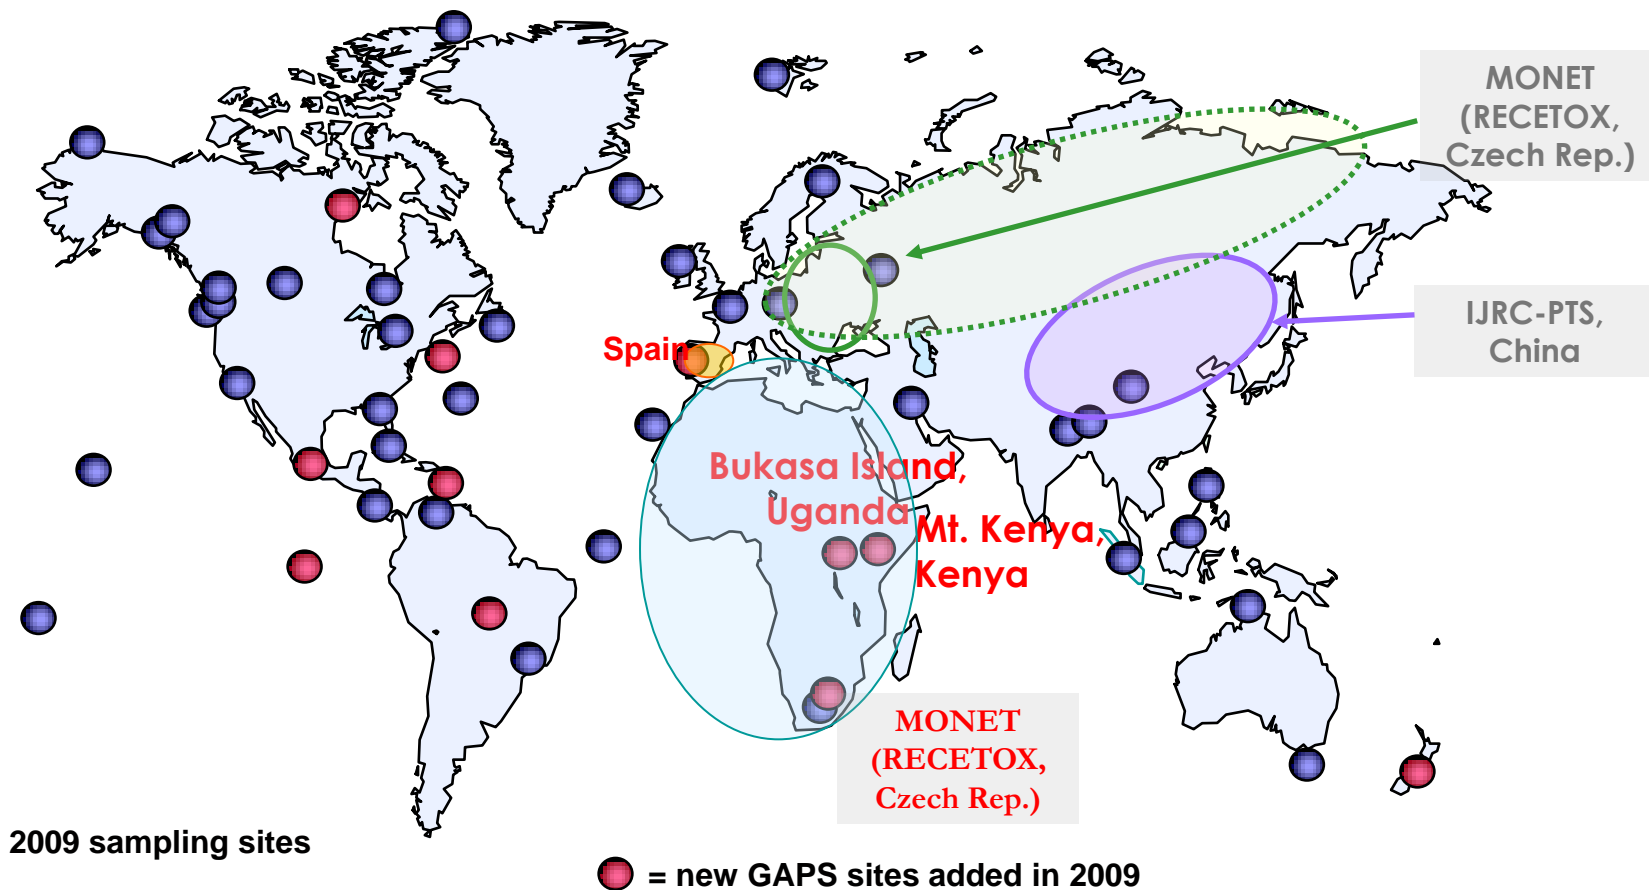 MONET
(RECETOX,
Czech Rep.)
IJRC-PTS,
China
Spain
Bukasa Island,
Uganda
Mt. Kenya,
Kenya
MONET
(RECETOX,
Czech Rep.)
2009 sampling sites
= new GAPS sites added in 2009